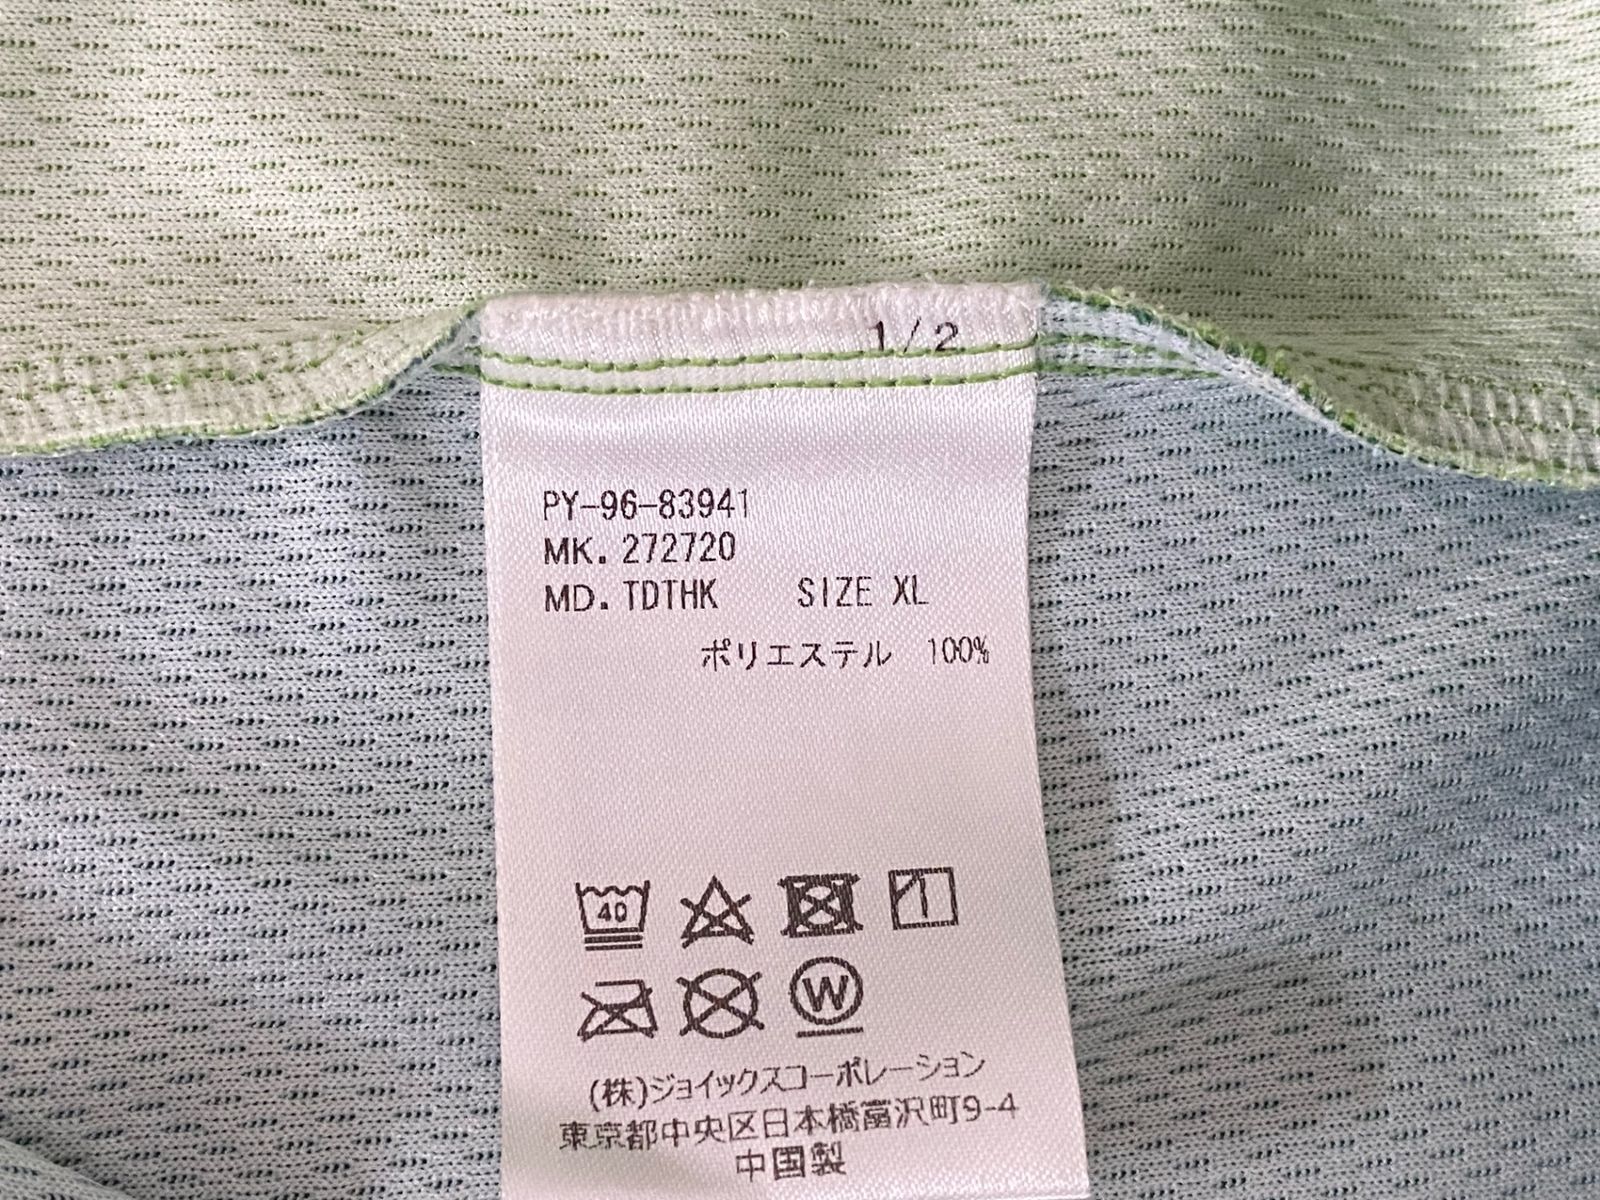 1/2
PY-96-83941
MK. 272720
MD. TDTHK SIZE XL
ポリエステル 100%
40
W
(株)ジョイックスコーポレーション
東京都中央区日本橋富沢町9-4
中国製